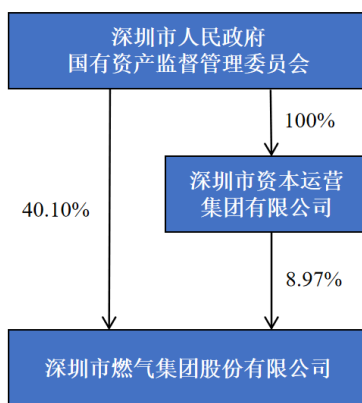 深圳市人民政府
国有资产监督管理委员会
100%
深圳市资本运营
集团有限公司
40.10%
8.97%
深圳市燃气集团股份有限公司